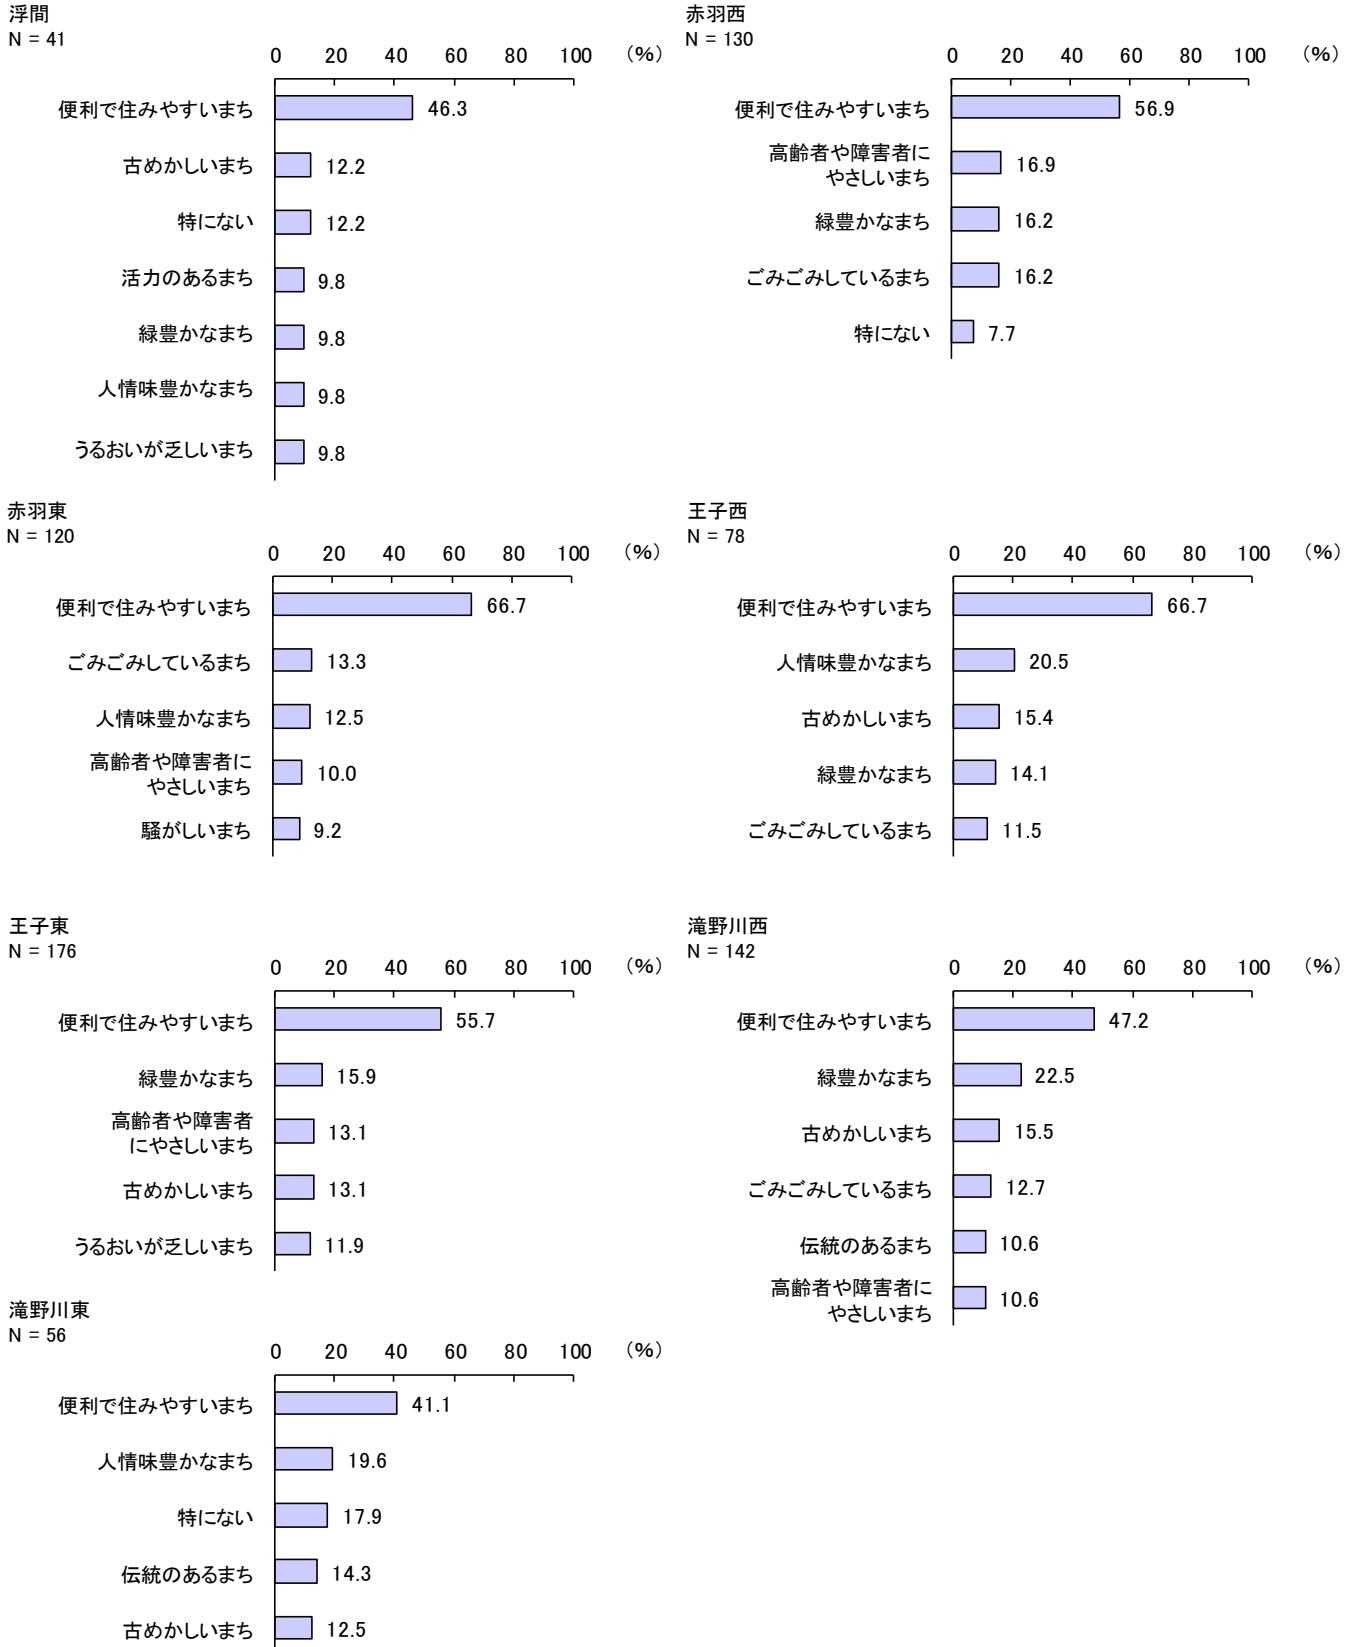 浮間
N = 41
0 20 40 60 80 100 (%)
便利で住みやすいまち 46.3
古めかしいまち 12.2
特にない 12.2
活力のあるまち 9.8
緑豊かなまち 9.8
人情味豊かなまち 9.8
うるおいが乏しいまち 9.8
赤羽西
N = 130
0 20 40 60 80 100 (%)
便利で住みやすいまち 56.9
高齢者や障害者に
やさしいまち 16.9
緑豊かなまち 16.2
ごみごみしているまち 16.2
特にない 7.7
赤羽東
N = 120
0 20 40 60 80 100 (%)
便利で住みやすいまち 66.7
ごみごみしているまち 13.3
人情味豊かなまち 12.5
高齢者や障害者に
やさしいまち 10.0
騒がしいまち 9.2
王子西
N = 78
0 20 40 60 80 100 (%)
便利で住みやすいまち 66.7
人情味豊かなまち 20.5
古めかしいまち 15.4
緑豊かなまち 14.1
ごみごみしているまち 11.5
王子東
N = 176
0 20 40 60 80 100 (%)
便利で住みやすいまち 55.7
緑豊かなまち 15.9
高齢者や障害者
にやさしいまち 13.1
古めかしいまち 13.1
うるおいが乏しいまち 11.9
滝野川西
N = 142
0 20 40 60 80 100 (%)
便利で住みやすいまち 47.2
緑豊かなまち 22.5
古めかしいまち 15.5
ごみごみしているまち 12.7
伝統のあるまち 10.6
高齢者や障害者に
やさしいまち 10.6
滝野川東
N = 56
0 20 40 60 80 100 (%)
便利で住みやすいまち 41.1
人情味豊かなまち 19.6
特にない 17.9
伝統のあるまち 14.3
古めかしいまち 12.5